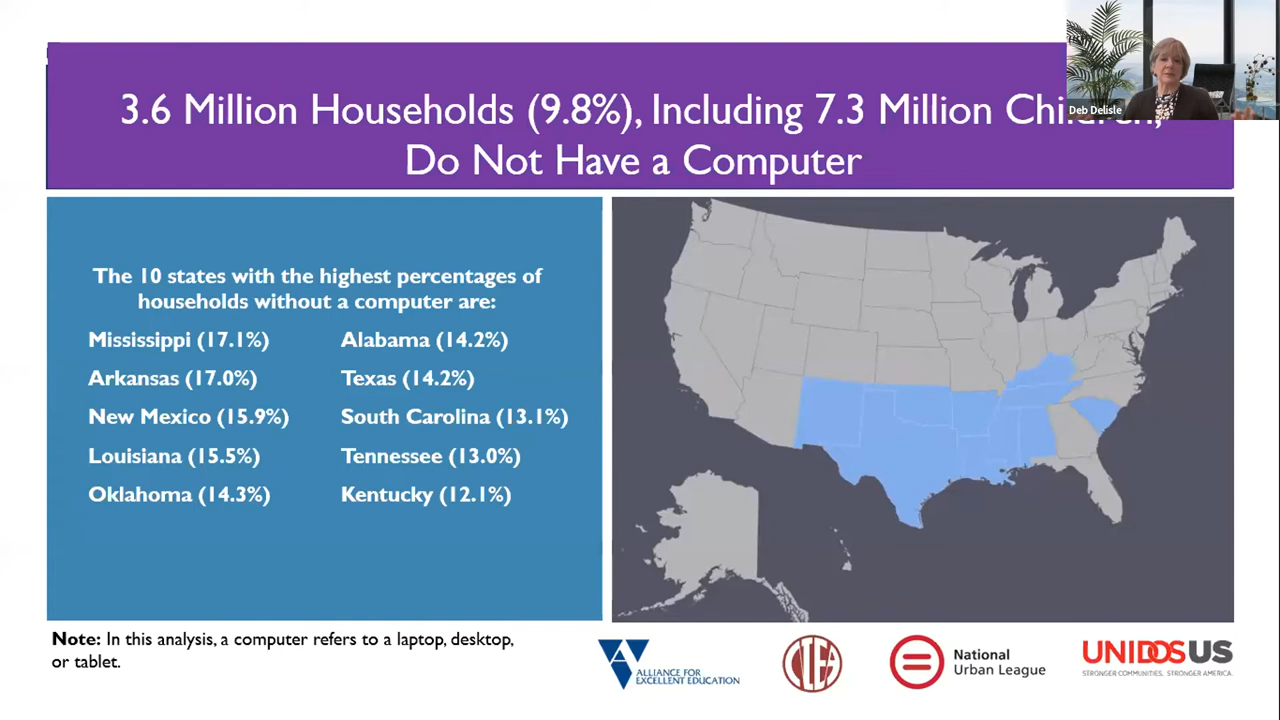 3.6 Million Households (9.8%), Including 7.3 Million Children,
Do Not Have a Computer
Deb Delisle
The 10 states with the highest percentages of
households without a computer are:
Mississippi (17.1%)
Arkansas (17.0%)
New Mexico (15.9%)
Louisiana (15.5%)
Oklahoma (14.3%)
Alabama (14.2%)
Texas (14.2%)
South Carolina (13.1%)
Tennessee (13.0%)
Kentucky (12.1%)
Note: In this analysis, a computer refers to a laptop, desktop,
or tablet.
ALLIANCE FOR
EXCELLENT EDUCATION
National
Urban League
UNIDOSUS
STRONGER COMMUNITIES. STRONGER AMERICA.